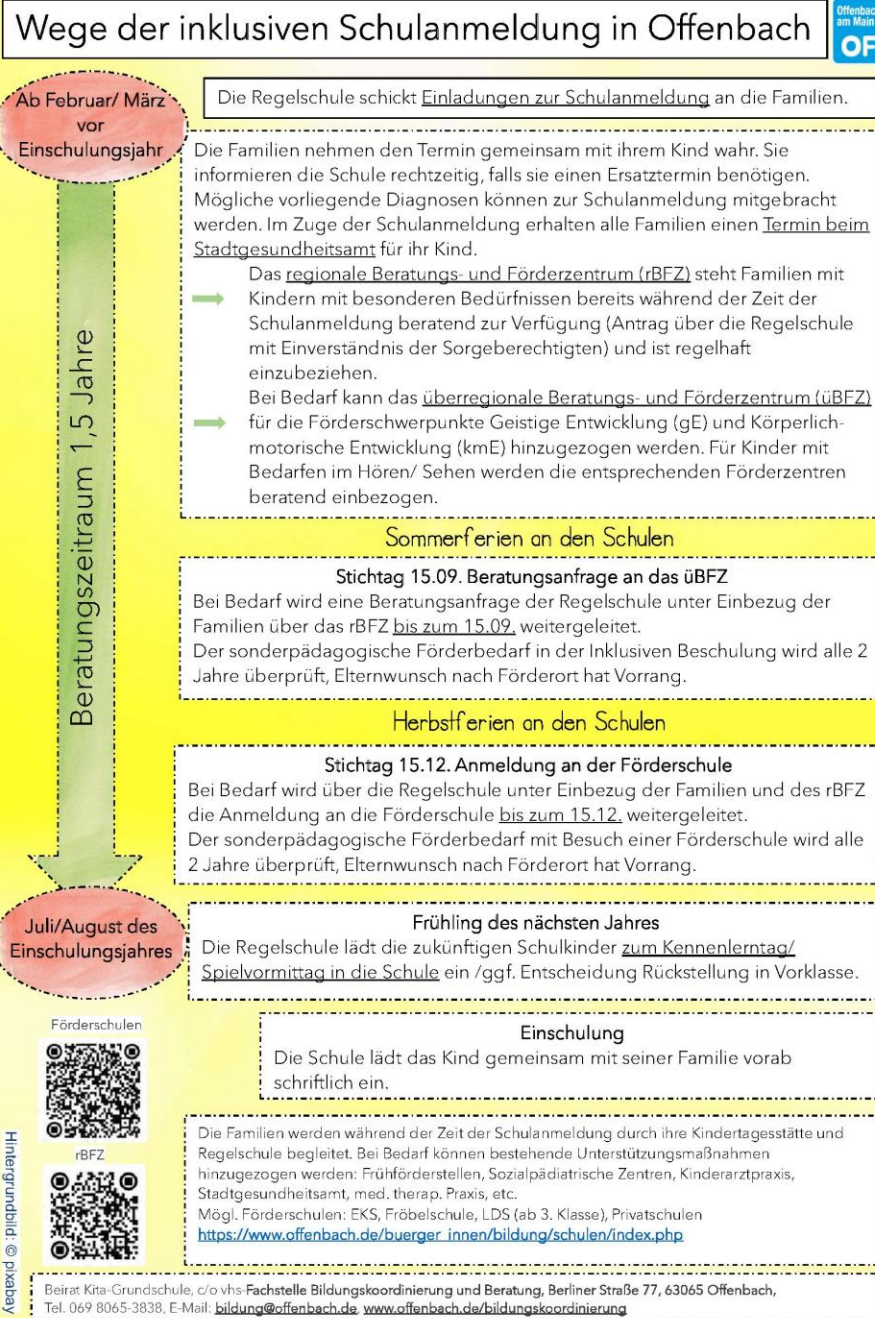 Wege der inklusiven Schulanmeldung in Offenbach
Offenbach
am Main
OF
Ab Februar/ März
vor
Einschulungsjahr
Die Regelschule schickt Einladungen zur Schulanmeldung an die Familien.
Die Familien nehmen den Termin gemeinsam mit ihrem Kind wahr. Sie
informieren die Schule rechtzeitig, falls sie einen Ersatztermin benötigen.
Mögliche vorliegende Diagnosen können zur Schulanmeldung mitgebracht
werden. Im Zuge der Schulanmeldung erhalten alle Familien einen Termin beim
Stadtgesundheitsamt für ihr Kind.
Das regionale Beratungs- und Förderzentrum (rBFZ) steht Familien mit
Kindern mit besonderen Bedürfnissen bereits während der Zeit der
Schulanmeldung beratend zur Verfügung (Antrag über die Regelschule
mit Einverständnis der Sorgeberechtigten) und ist regelhaft
einzubeziehen.
Bei Bedarf kann das überregionale Beratungs- und Förderzentrum (üBFZ)
für die Förderschwerpunkte Geistige Entwicklung (gE) und Körperlich-
motorische Entwicklung (kmE) hinzugezogen werden. Für Kinder mit
Bedarfen im Hören/ Sehen werden die entsprechenden Förderzentren
beratend einbezogen.
Beratungszeitraum 1,5 Jahre
Sommerferien an den Schulen
Stichtag 15.09. Beratungsanfrage an das üBFZ
Bei Bedarf wird eine Beratungsanfrage der Regelschule unter Einbezug der
Familien über das rBFZ bis zum 15.09. weitergeleitet.
Der sonderpädagogische Förderbedarf in der Inklusiven Beschulung wird alle 2
Jahre überprüft, Elternwunsch nach Förderort hat Vorrang.
Herbstferien an den Schulen
Stichtag 15.12. Anmeldung an der Förderschule
Bei Bedarf wird über die Regelschule unter Einbezug der Familien und des rBFZ
die Anmeldung an die Förderschule bis zum 15.12. weitergeleitet.
Der sonderpädagogische Förderbedarf mit Besuch einer Förderschule wird alle
2 Jahre überprüft, Elternwunsch nach Förderort hat Vorrang.
Juli/August des
Einschulungsjahres
Frühling des nächsten Jahres
Die Regelschule lädt die zukünftigen Schulkinder zum Kennenlerntag/
Spielvormittag in die Schule ein /ggf. Entscheidung Rückstellung in Vorklasse.
Einschulung
Die Schule lädt das Kind gemeinsam mit seiner Familie vorab
schriftlich ein.
Förderschulen
rBFZ
Die Familien werden während der Zeit der Schulanmeldung durch ihre Kindertagesstätte und
Regelschule begleitet. Bei Bedarf können bestehende Unterstützungsmaßnahmen
hinzugezogen werden: Frühförderstellen, Sozialpädiatrische Zentren, Kinderarztpraxis,
Stadtgesundheitsamt, med. therap. Praxis, etc.
Mögl. Förderschulen: EKS, Fröbelschule, LDS (ab 3. Klasse), Privatschulen
https://www.offenbach.de/buerger_innen/bildung/schulen/index.php
Hintergrundbild: © pixabay
Beirat Kita-Grundschule, c/o vhs-Fachstelle Bildungskoordinierung und Beratung, Berliner Straße 77, 63065 Offenbach,
Tel. 069 8065-3838, E-Mail: bildung@offenbach.de, www.offenbach.de/bildungskoordinierung